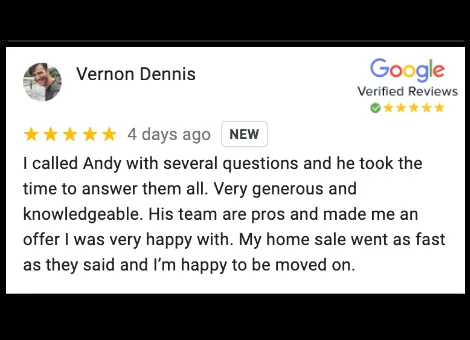 Vernon Dennis
Google
Verified Reviews
4 days ago NEW
I called Andy with several questions and he took the
time to answer them all. Very generous and
knowledgeable. His team are pros and made me an
offer I was very happy with. My home sale went as fast
as they said and I’m happy to be moved on.